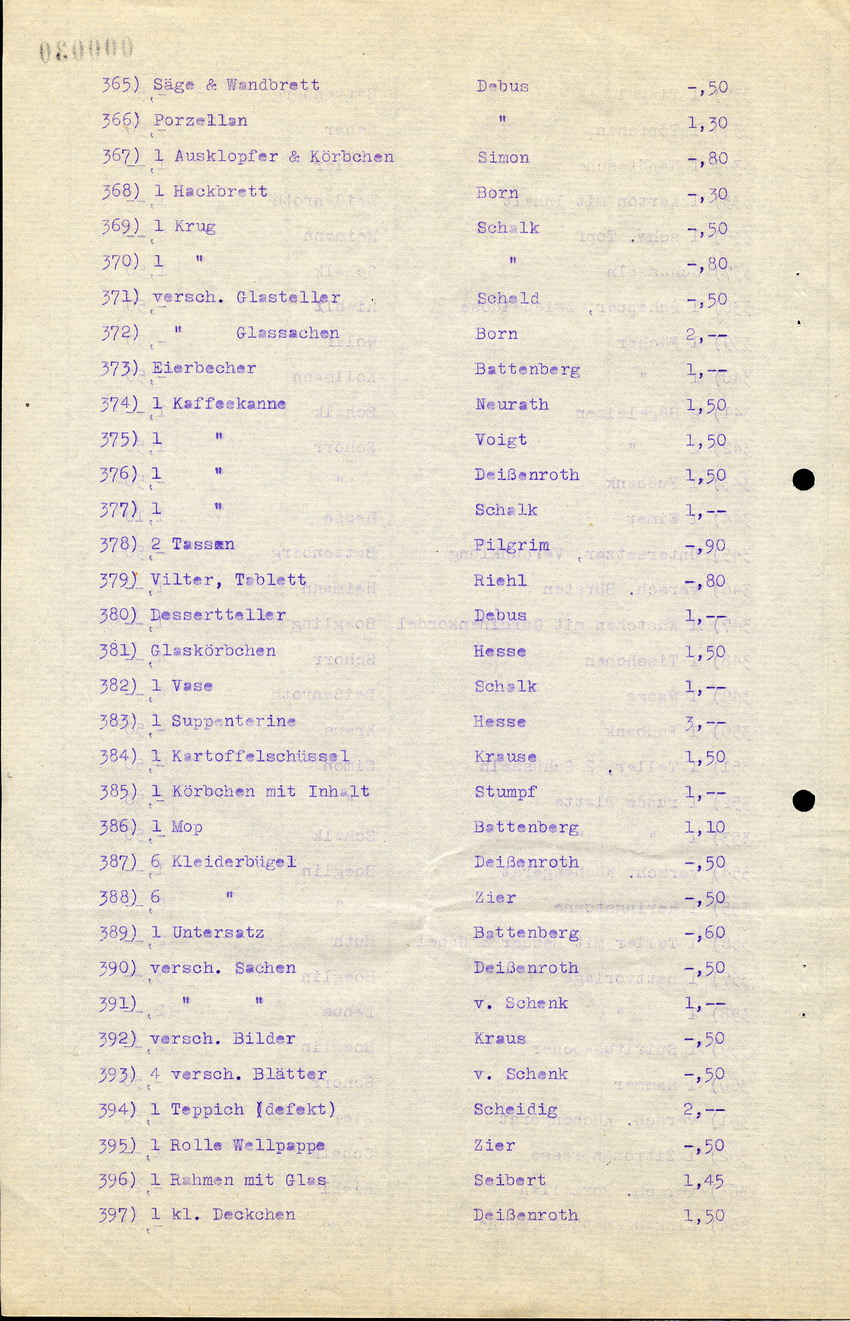 000030
365) Säge & Wandbrett Debus -,50
366) Porzellan " 1,30
367) 1 Ausklopfer & Körbchen Simon -,80
368) 1 Hackbrett Born -,30
369) 1 Krug Schalk -,50
370) 1 " " -,80
371) versch. Glasteller Scheld -,50
372) " Glassachen Born 2,--
373) Eierbecher Battenberg 1,--
374) 1 Kaffeekanne Neurath 1,50
375) 1 " Voigt 1,50
376) 1 " Deißenroth 1,50
377) 1 " Schalk 1,--
378) 2 Tassen Pilgrim -,90
379) Vilter, Tablett Riehl -,80
380) Dessertteller Debus 1,--
381) Glaskörbchen Hesse 1,50
382) 1 Vase Schalk 1,--
383) 1 Suppenterine Hesse 3,--
384) 1 Kartoffelschüssel Krause 1,50
385) 1 Körbchen mit Inhalt Stumpf 1,--
386) 1 Mop Battenberg 1,10
387) 6 Kleiderbügel Deißenroth -,50
388) 6 " Zier -,50
389) 1 Untersatz Battenberg -,60
390) versch. Sachen Deißenroth -,50
391) " " v. Schenk 1,--
392) versch. Bilder Kraus -,50
393) 4 versch. Blätter v. Schenk -,50
394) 1 Teppich (defekt) Scheidig 2,--
395) 1 Rolle Wellpappe Zier -,50
396) 1 Rahmen mit Glas Seibert 1,45
397) 1 kl. Deckchen Deißenroth 1,50